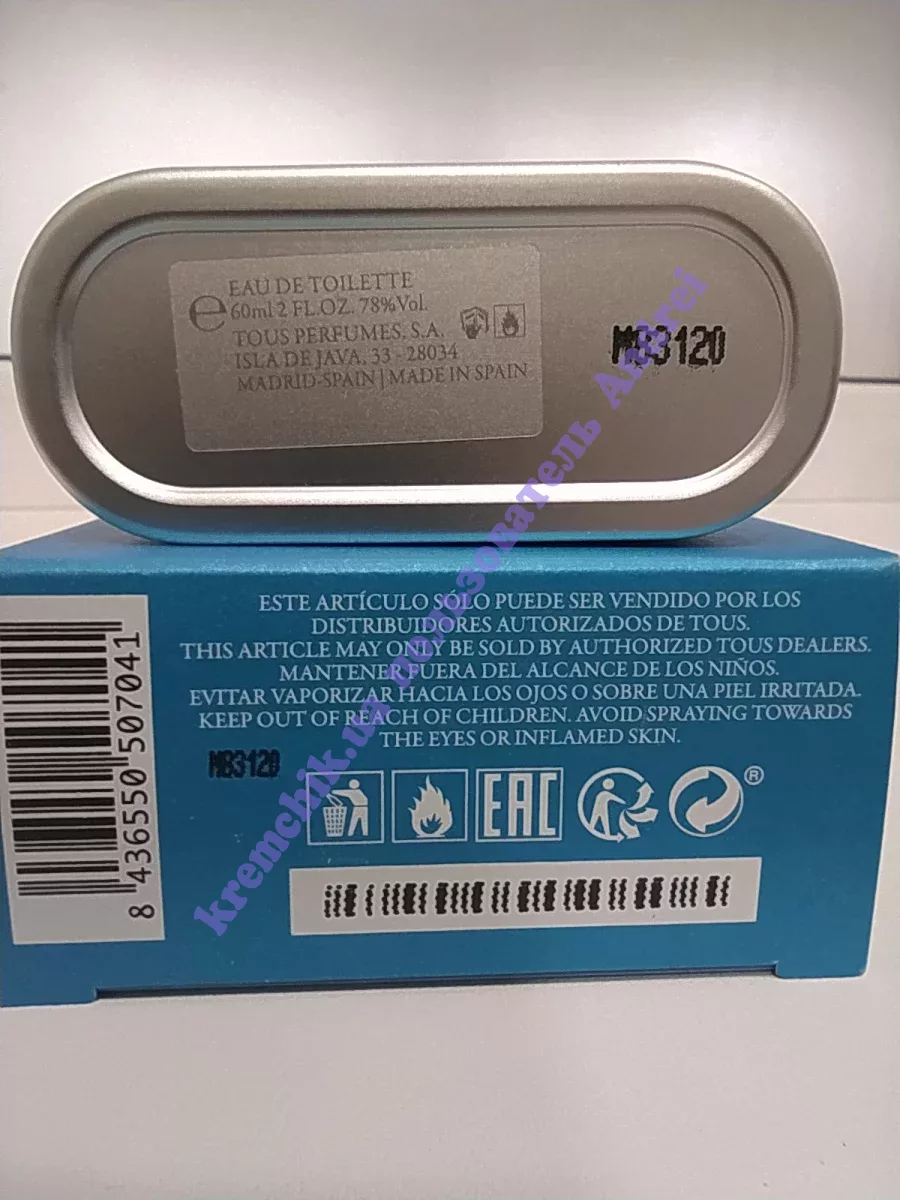 EAU DE TOILETTE
e 60ml 2 FL.OZ. 78%Vol.
TOUS PERFUMES, S.A.
ISLA DE JAVA, 33 - 28034
MADRID-SPAIN | MADE IN SPAIN
MB3120
ESTE ARTÍCULO SOLO PUEDE SER VENDIDO POR LOS
DISTRIBUIDORES AUTORIZADOS DE TOUS.
THIS ARTICLE MAY ONLY BE SOLD BY AUTHORIZED TOUS DEALERS.
MANTENER FUERA DEL ALCANCE DE LOS NIÑOS.
EVITAR VAPORIZAR HACIA LOS OJOS O SOBRE UNA PIEL IRRITADA.
KEEP OUT OF REACH OF CHILDREN. AVOID SPRAYING TOWARDS
THE EYES OR INFLAMED SKIN.
MB3120
EAC
®
8 436550 507041
kremchik.ua пользователь Andrei